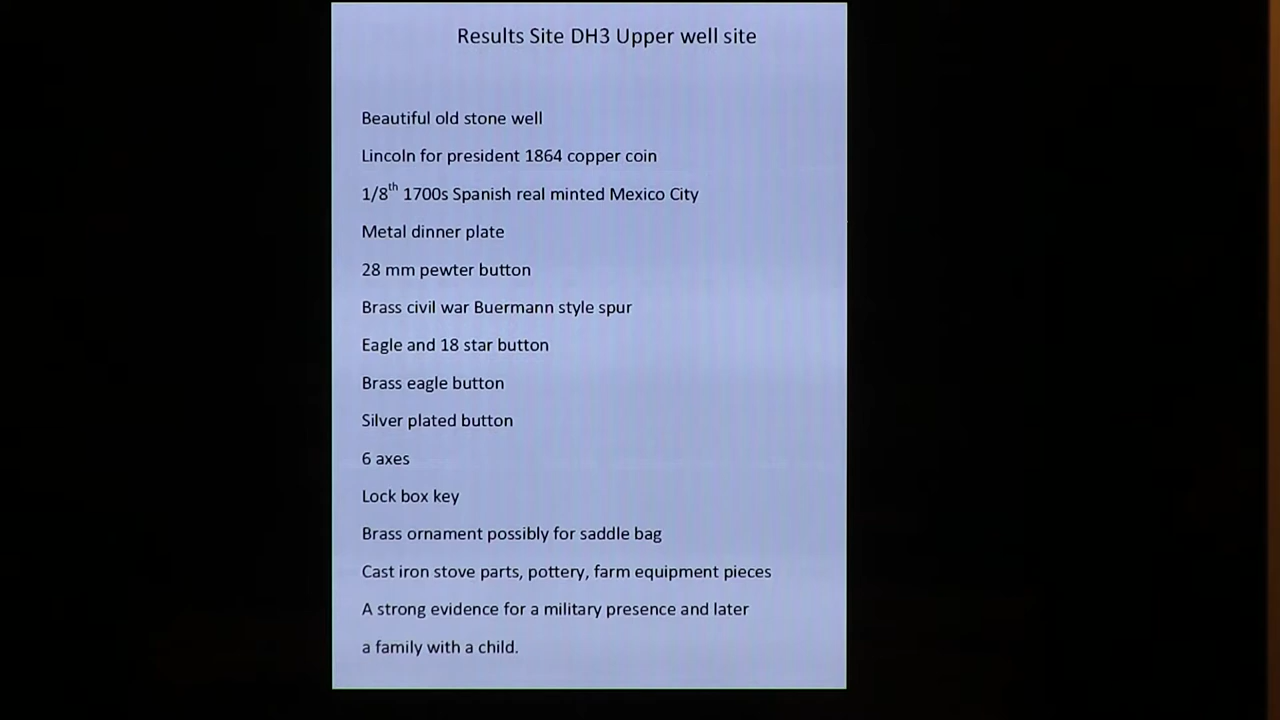 Results Site DH3 Upper well site
Beautiful old stone well
Lincoln for president 1864 copper coin
1/8th 1700s Spanish real minted Mexico City
Metal dinner plate
28 mm pewter button
Brass civil war Buermann style spur
Eagle and 18 star button
Brass eagle button
Silver plated button
6 axes
Lock box key
Brass ornament possibly for saddle bag
Cast iron stove parts, pottery, farm equipment pieces
A strong evidence for a military presence and later
a family with a child.